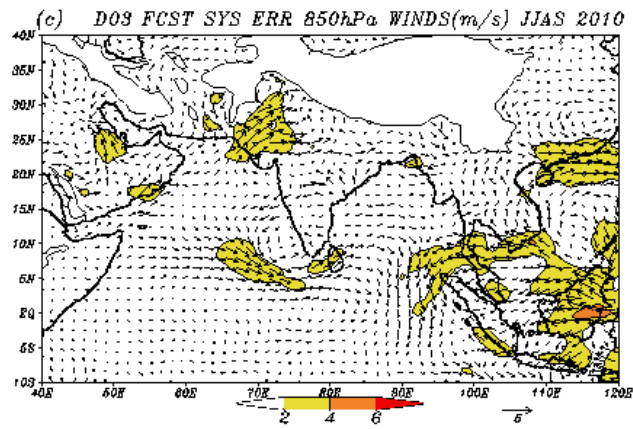 (c) D03 FCST SYS ERR 850hPa WINDS(m/s) JJAS 2010
40N
35N
30N
25N
20N
15N
10N
5N
EQ
5S
10S
40E 50E 60E 70E 80E 90E 100E 110E 120E
2 4 6
5